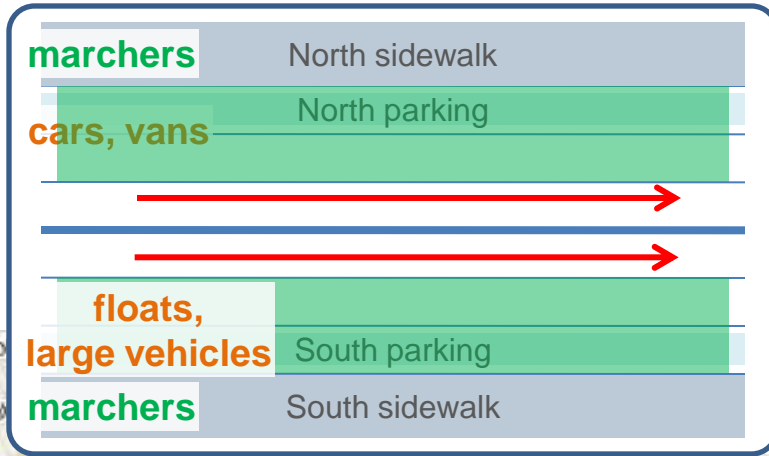 marchers North sidewalk
North parking
cars, vans
floats,
large vehicles South parking
marchers South sidewalk